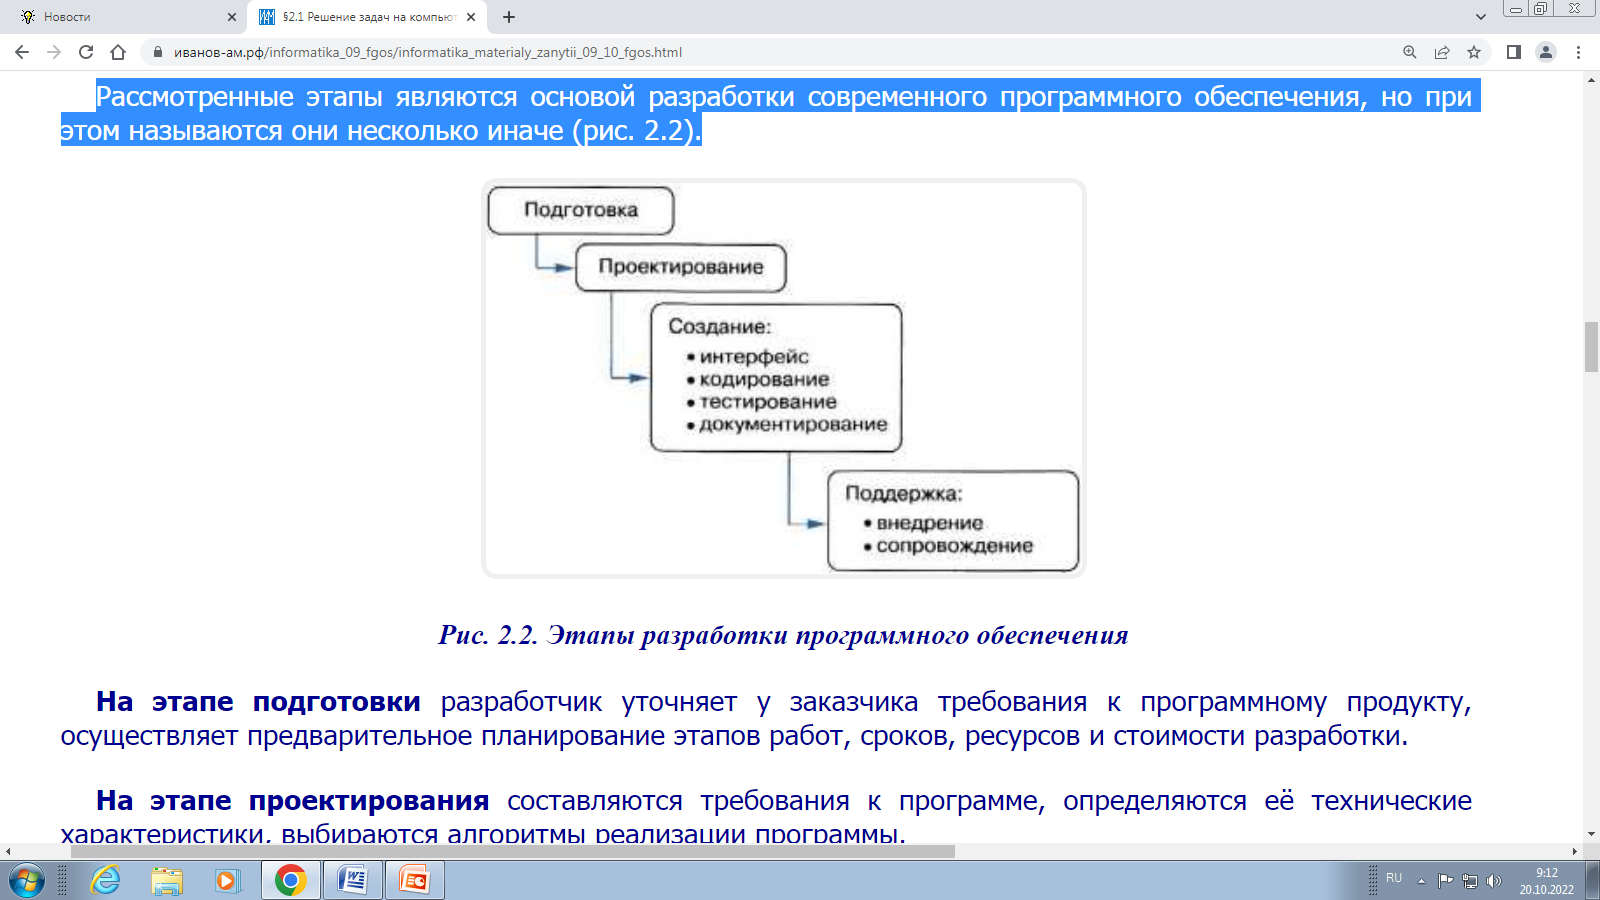 Новости
§2.1 Решение задач на компьют
иванов-ам.рф/informatika_09_fgos/informatika_materialy_zanytii_09_10_fgos.html
Рассмотренные этапы являются основой разработки современного программного обеспечения, но при
этом называются они несколько иначе (рис. 2.2).
Подготовка
Проектирование
Создание:
• интерфейс
• кодирование
• тестирование
• документирование
Поддержка:
• внедрение
• сопровождение
Рис. 2.2. Этапы разработки программного обеспечения
На этапе подготовки разработчик уточняет у заказчика требования к программному продукту,
осуществляет предварительное планирование этапов работ, сроков, ресурсов и стоимости разработки.
На этапе проектирования составляются требования к программе, определяются её технические
характеристики, выбираются алгоритмы реализации программы.
RU
9:12
20.10.2022